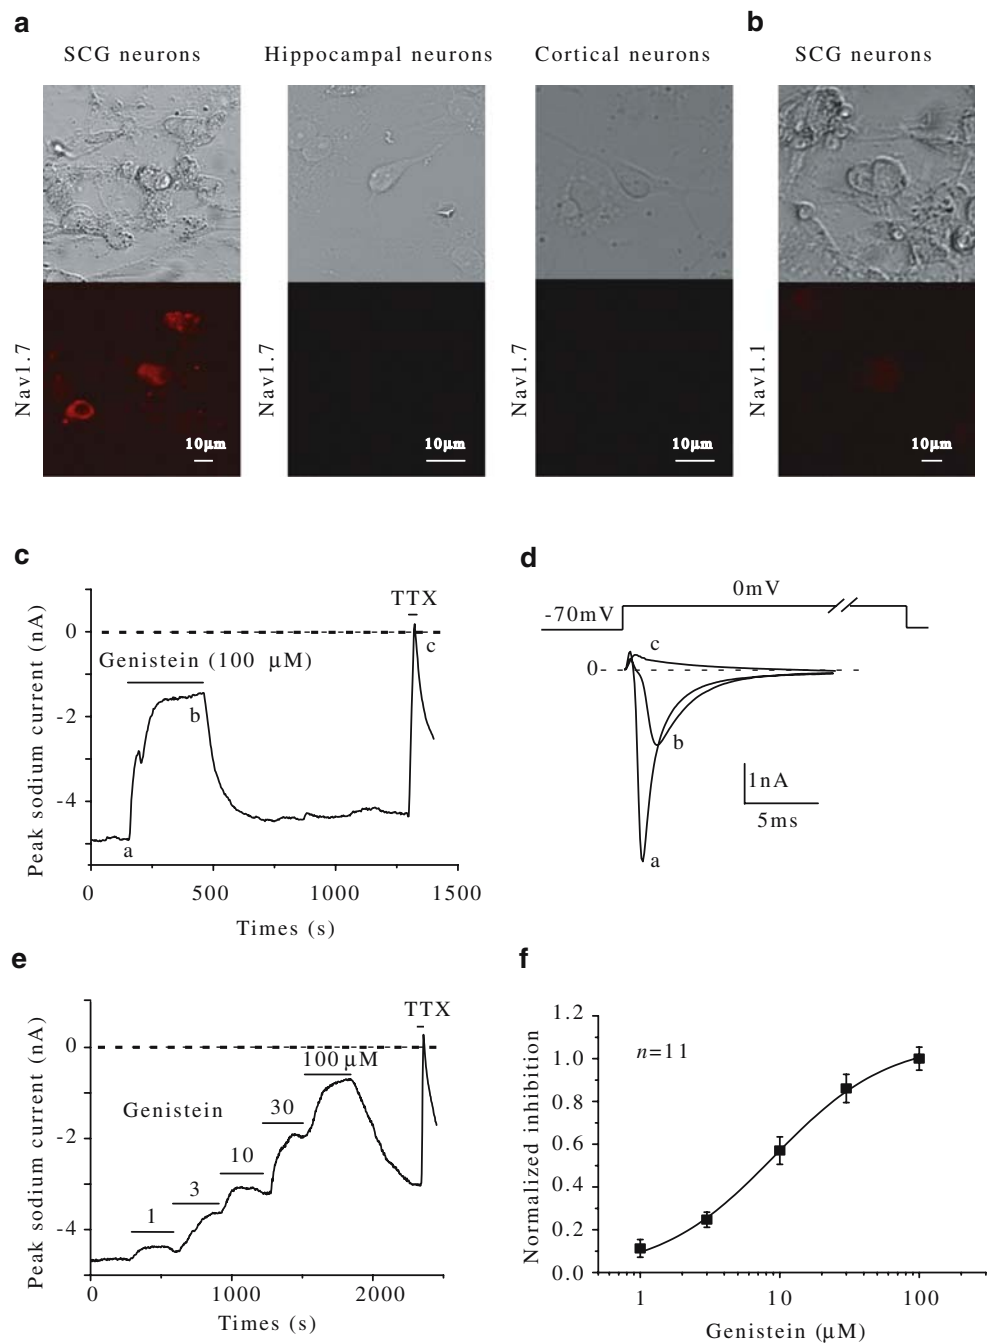 a
b
SCG neurons
Hippocampal neurons
Cortical neurons
SCG neurons
Nav1.7
10μm
Nav1.7
10μm
Nav1.7
10μm
Nav1.1
10μm
c
Peak sodium current (nA)
0
-2
-4
TTX
Genistein (100 μM)
a
b
c
0
500
1000
1500
Times (s)
d
0mV
-70mV
0
c
b
a
1nA
5ms
e
Peak sodium current (nA)
0
-2
-4
TTX
100 μM
Genistein
30
10
3
1
0
1000
2000
Times (s)
f
Normalized inhibition
1.2
1.0
0.8
0.6
0.4
0.2
0.0
n=11
1
10
100
Genistein (μM)